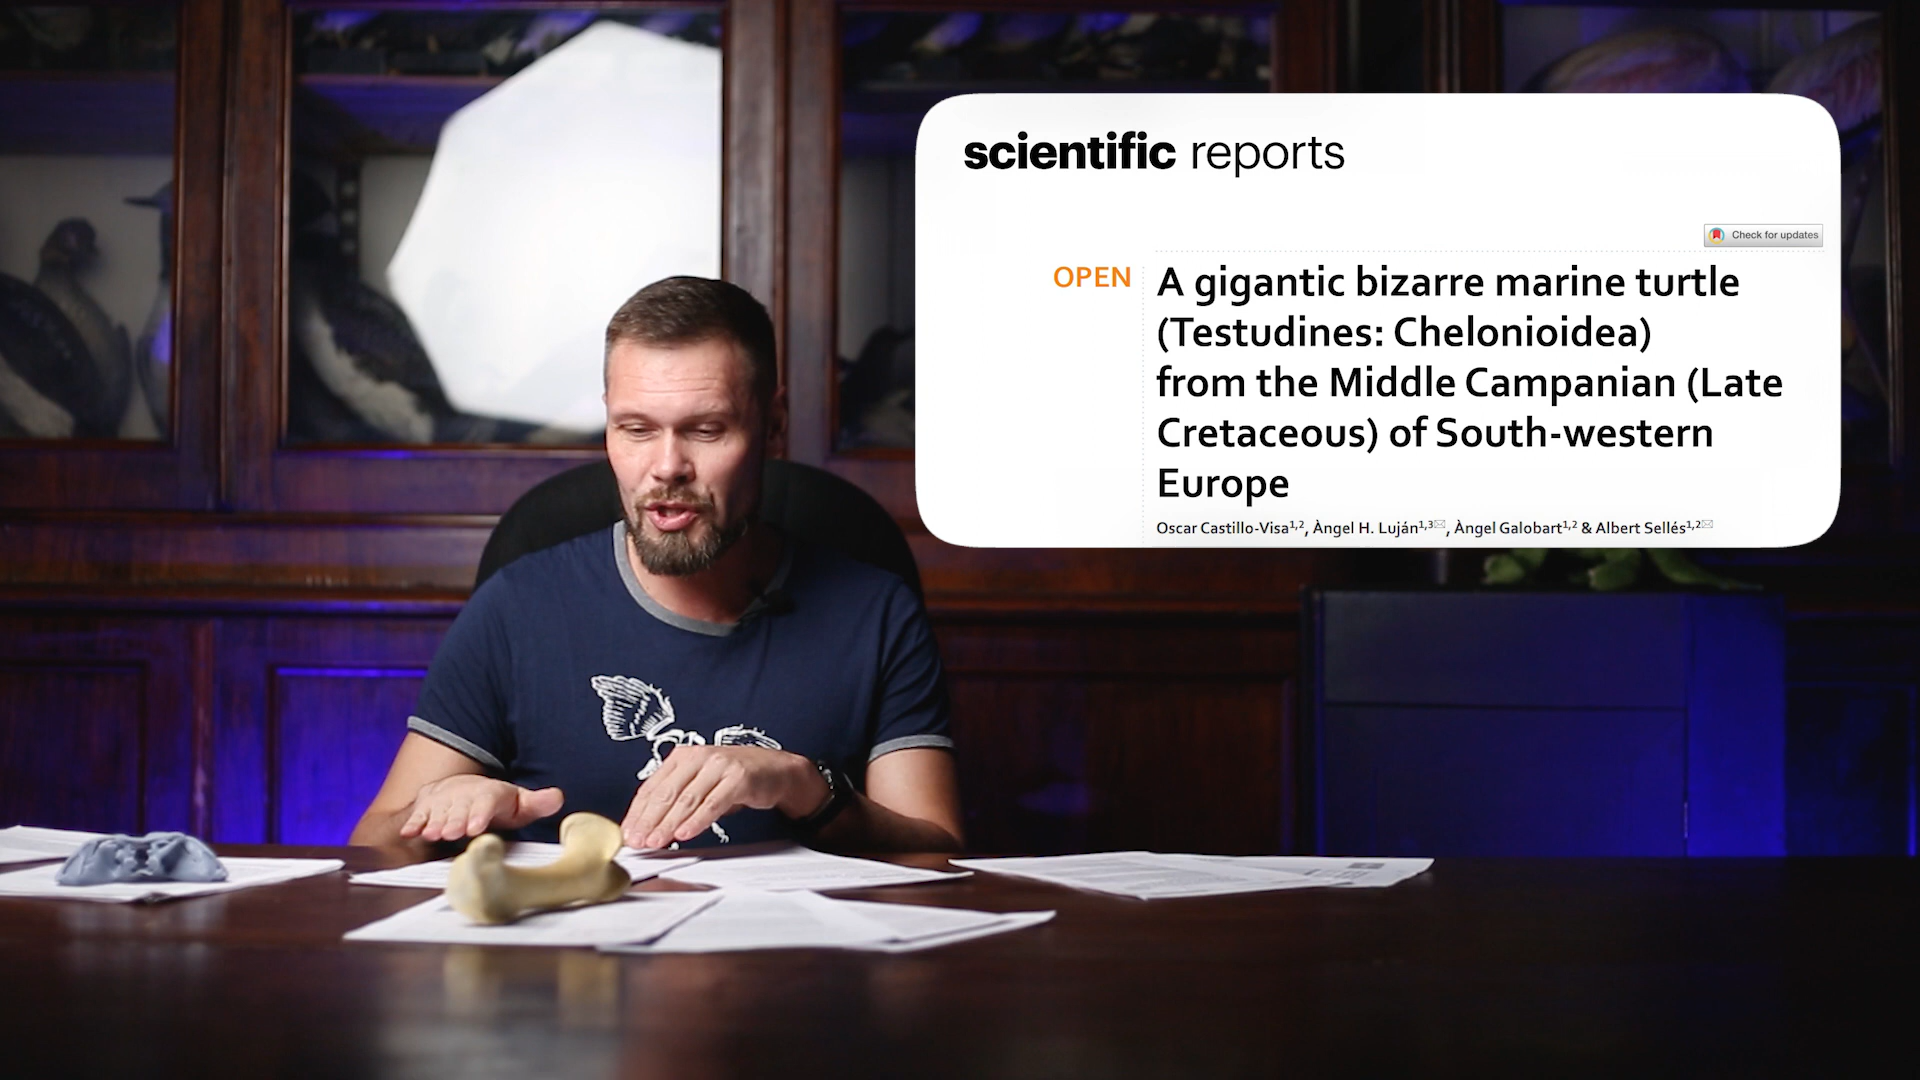 scientific reports
Check for updates
OPEN
A gigantic bizarre marine turtle
(Testudines: Chelonioidea)
from the Middle Campanian (Late
Cretaceous) of South-western
Europe
Oscar Castillo-Visa1,2, Àngel H. Luján1,3✉, Àngel Galobart1,2 & Albert Sellés1,2✉